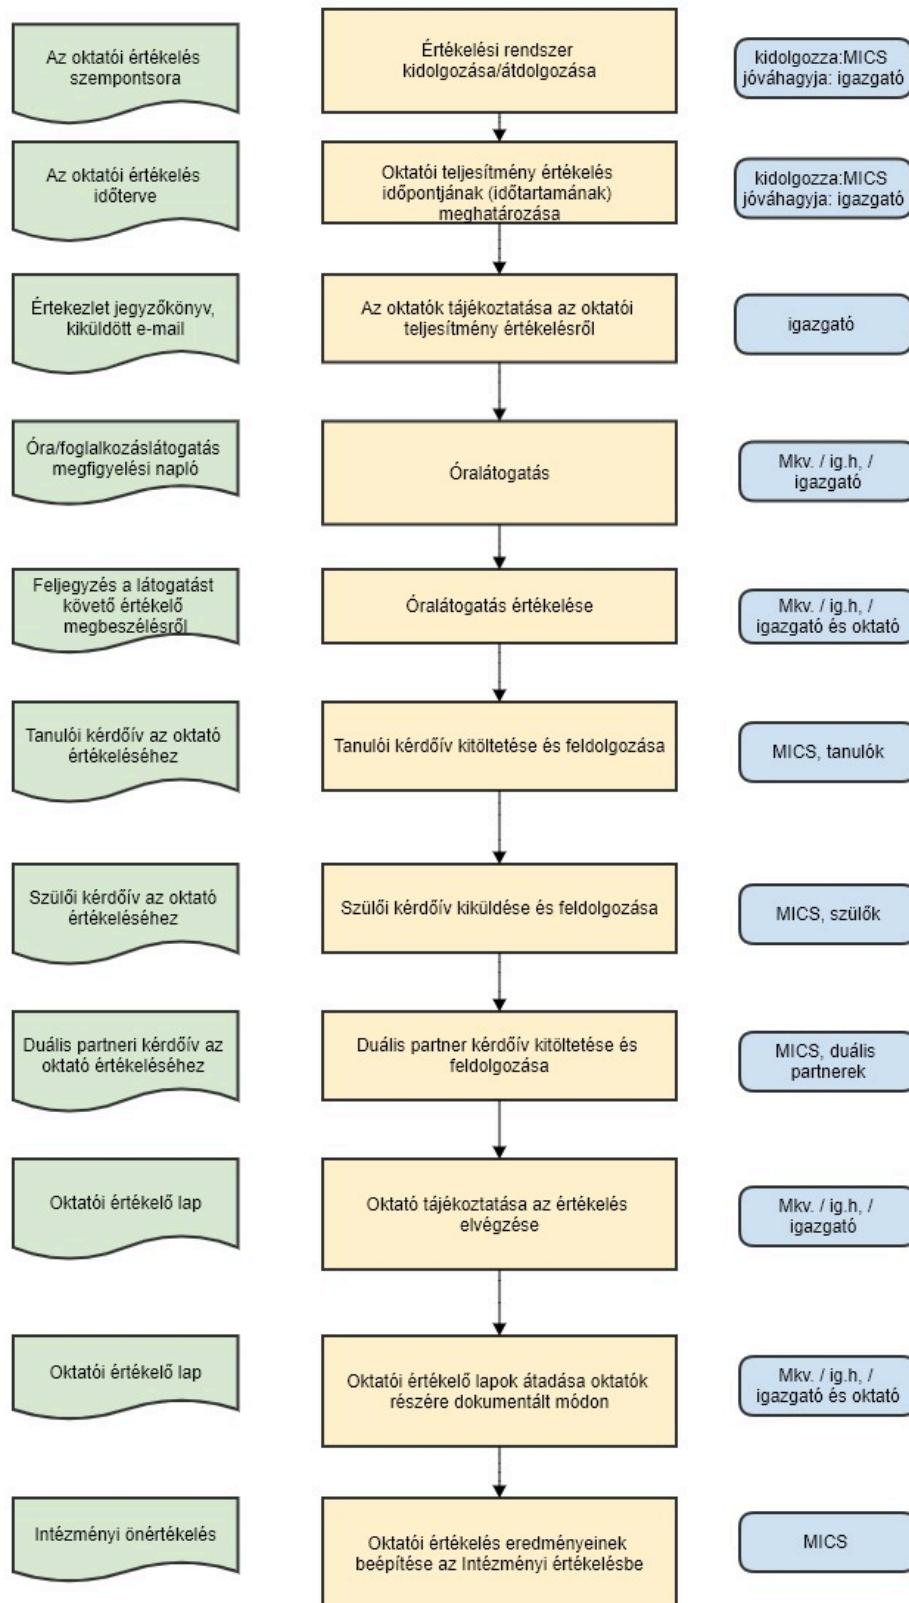 Az oktatói értékelés
szempontsora
Értékelési rendszer
kidolgozása/átdolgozása
kidolgozza:MICS
jóváhagyja: igazgató
Az oktatói értékelés
időterve
Oktatói teljesítmény értékelés
időpontjának (időtartamának)
meghatározása
kidolgozza:MICS
jóváhagyja: igazgató
Értekezlet jegyzőkönyv,
kiküldött e-mail
Az oktatók tájékoztatása az oktatói
teljesítmény értékelésről
igazgató
Óra/foglalkozáslátogatás
megfigyelési napló
Óralátogatás
Mkv. / ig.h, /
igazgató
Feljegyzés a látogatást
követő értékelő
megbeszélésről
Óralátogatás értékelése
Mkv. / ig.h, /
igazgató és oktató
Tanulói kérdőív az oktató
értékeléséhez
Tanulói kérdőív kitöltetése és feldolgozása
MICS, tanulók
Szülői kérdőív az oktató
értékeléséhez
Szülői kérdőív kiküldése és feldolgozása
MICS, szülők
Duális partneri kérdőív az
oktató értékeléséhez
Duális partner kérdőív kitöltetése és
feldolgozása
MICS, duális
partnerek
Oktatói értékelő lap
Oktató tájékoztatása az értékelés
elvégzése
Mkv. / ig.h, /
igazgató
Oktatói értékelő lap
Oktatói értékelő lapok átadása oktatók
részére dokumentált módon
Mkv. / ig.h, /
igazgató és oktató
Intézményi önértékelés
Oktatói értékelés eredményeinek
beépítése az Intézményi értékelésbe
MICS